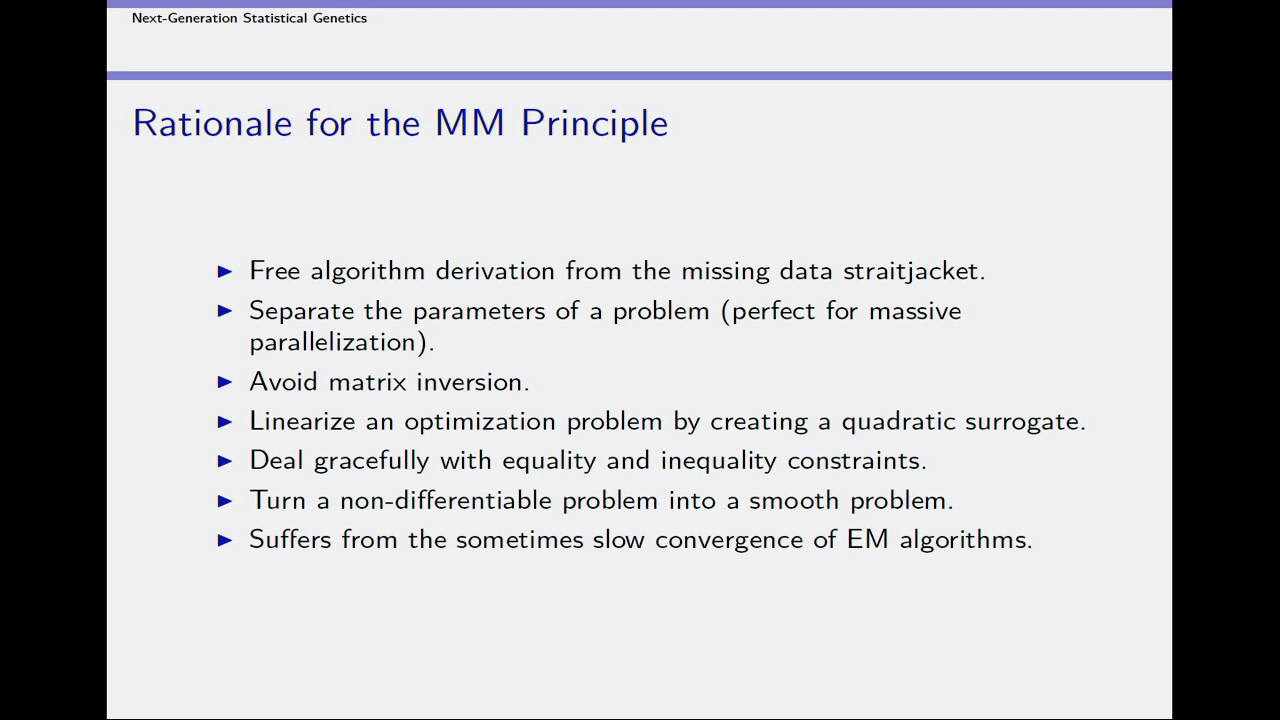 Next-Generation Statistical Genetics
Rationale for the MM Principle
Free algorithm derivation from the missing data straitjacket.
Separate the parameters of a problem (perfect for massive
parallelization).
Avoid matrix inversion.
Linearize an optimization problem by creating a quadratic surrogate.
Deal gracefully with equality and inequality constraints.
Turn a non-differentiable problem into a smooth problem.
Suffers from the sometimes slow convergence of EM algorithms.